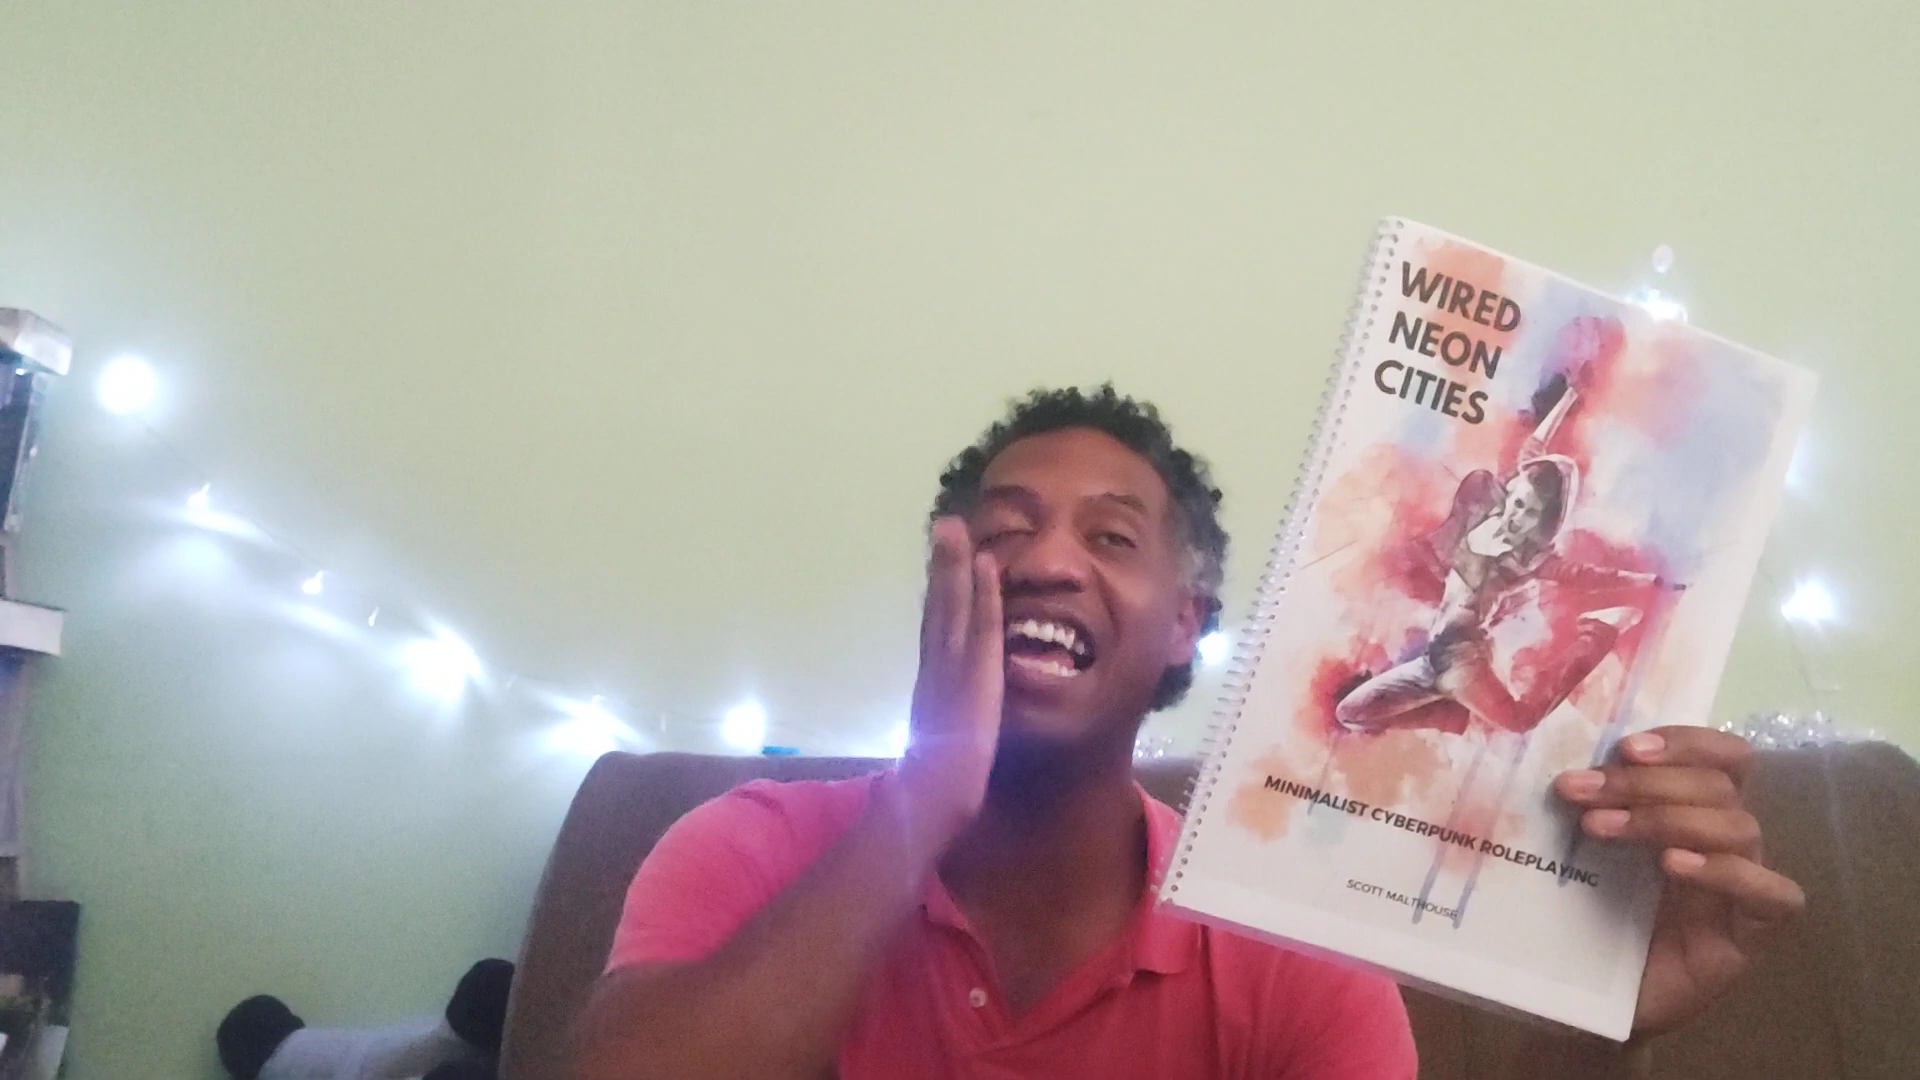 WIRED
NEON
CITIES
MINIMALIST CYBERPUNK ROLEPLAYING
SCOTT MALTHOUSE